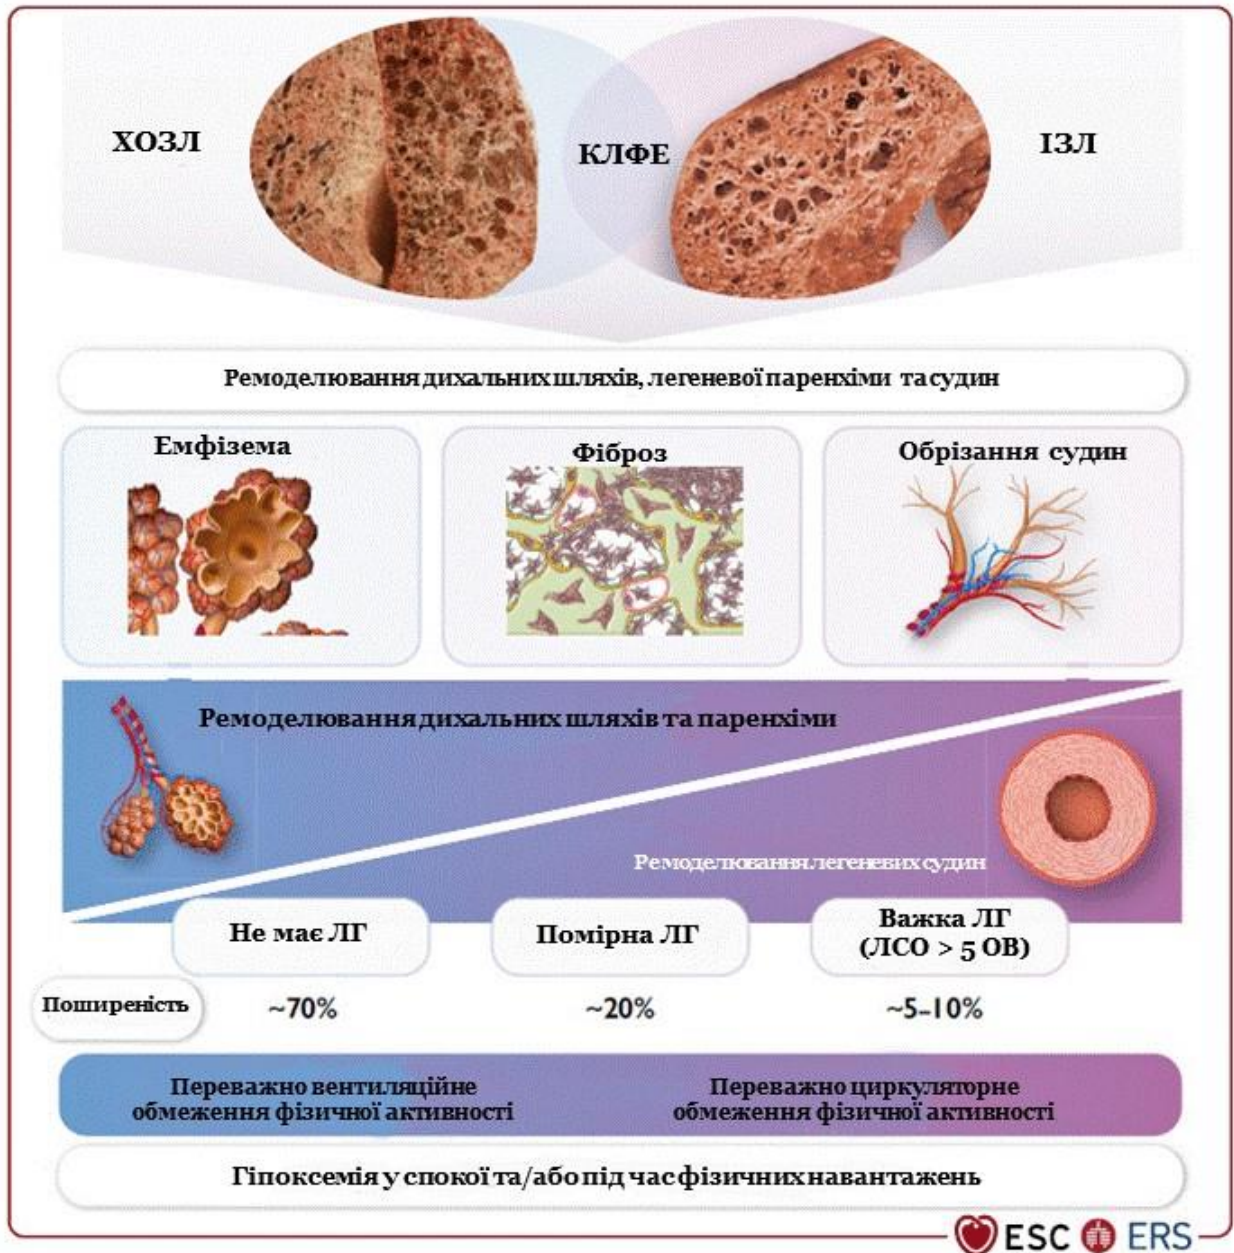 ХОЗЛ
КЛФЕ
ІЗЛ
Ремоделювання дихальних шляхів, легеневої паренхіми та судин
Емфізема
Фіброз
Обрізання судин
Ремоделювання дихальних шляхів та паренхіми
Ремоделювання легеневих судин
Не має ЛГ
Помірна ЛГ
Важка ЛГ
(ЛСО > 5 ОВ)
Поширеність
~70%
~20%
~5–10%
Переважно вентиляційне
обмеження фізичної активності
Переважно циркуляторне
обмеження фізичної активності
Гіпоксемія у спокої та/або під час фізичних навантажень
ESC ERS